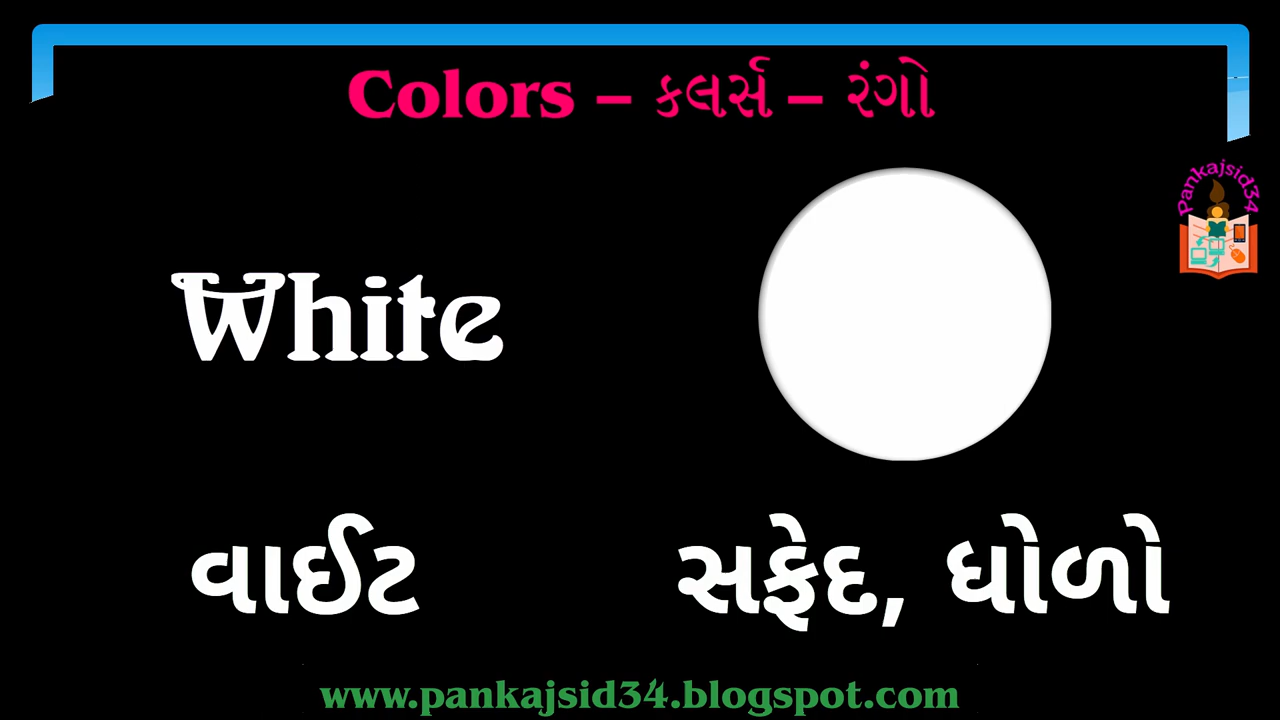 Colors – કલર્સ – રંગો
Pankajsid34
White
વાઈટ
સફેદ, ધોળો
www.pankajsid34.blogspot.com